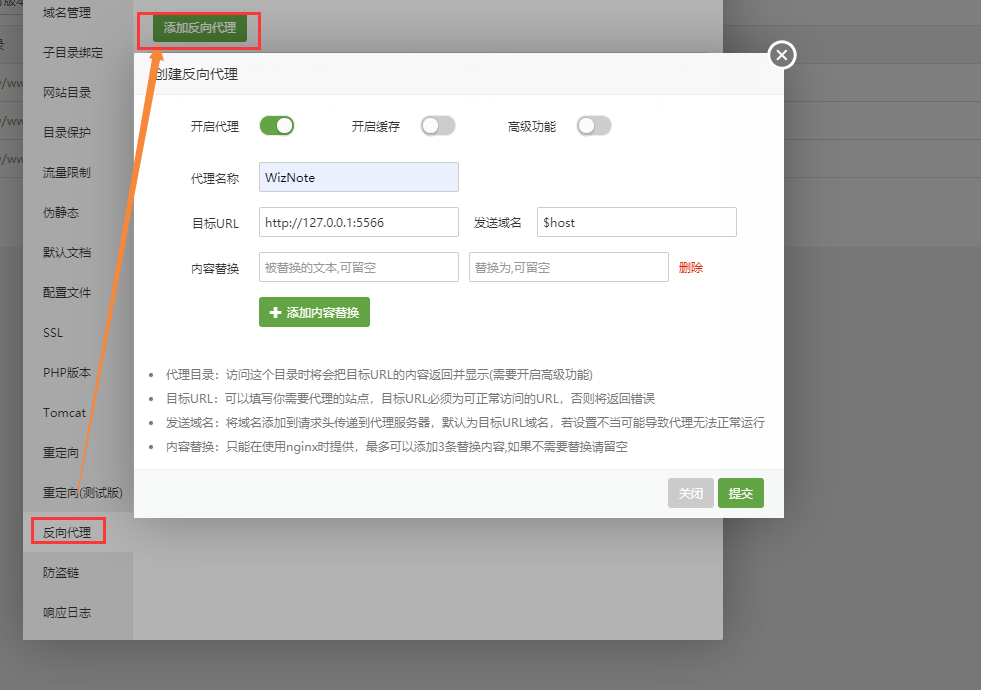 域名管理
添加反向代理
子目录绑定
创建反向代理
网站目录
开启代理 开启缓存 高级功能
目录保护
流量限制
代理名称 WizNote
伪静态
目标URL http://127.0.0.1:5566 发送域名 $host
默认文档
内容替换 被替换的文本,可留空 替换为,可留空 删除
配置文件
添加内容替换
SSL
PHP版本
代理目录：访问这个目录时将会把目标URL的内容返回并显示(需要开启高级功能)
目标URL：可以填写你需要代理的站点，目标URL必须为可正常访问的URL，否则将返回错误
Tomcat
发送域名：将域名添加到请求头传递到代理服务器，默认为目标URL域名，若设置不当可能导致代理无法正常运行
内容替换：只能在使用nginx时提供，最多可以添加3条替换内容,如果不需要替换请留空
重定向
重定向(测试版)
关闭 提交
反向代理
防盗链
响应日志